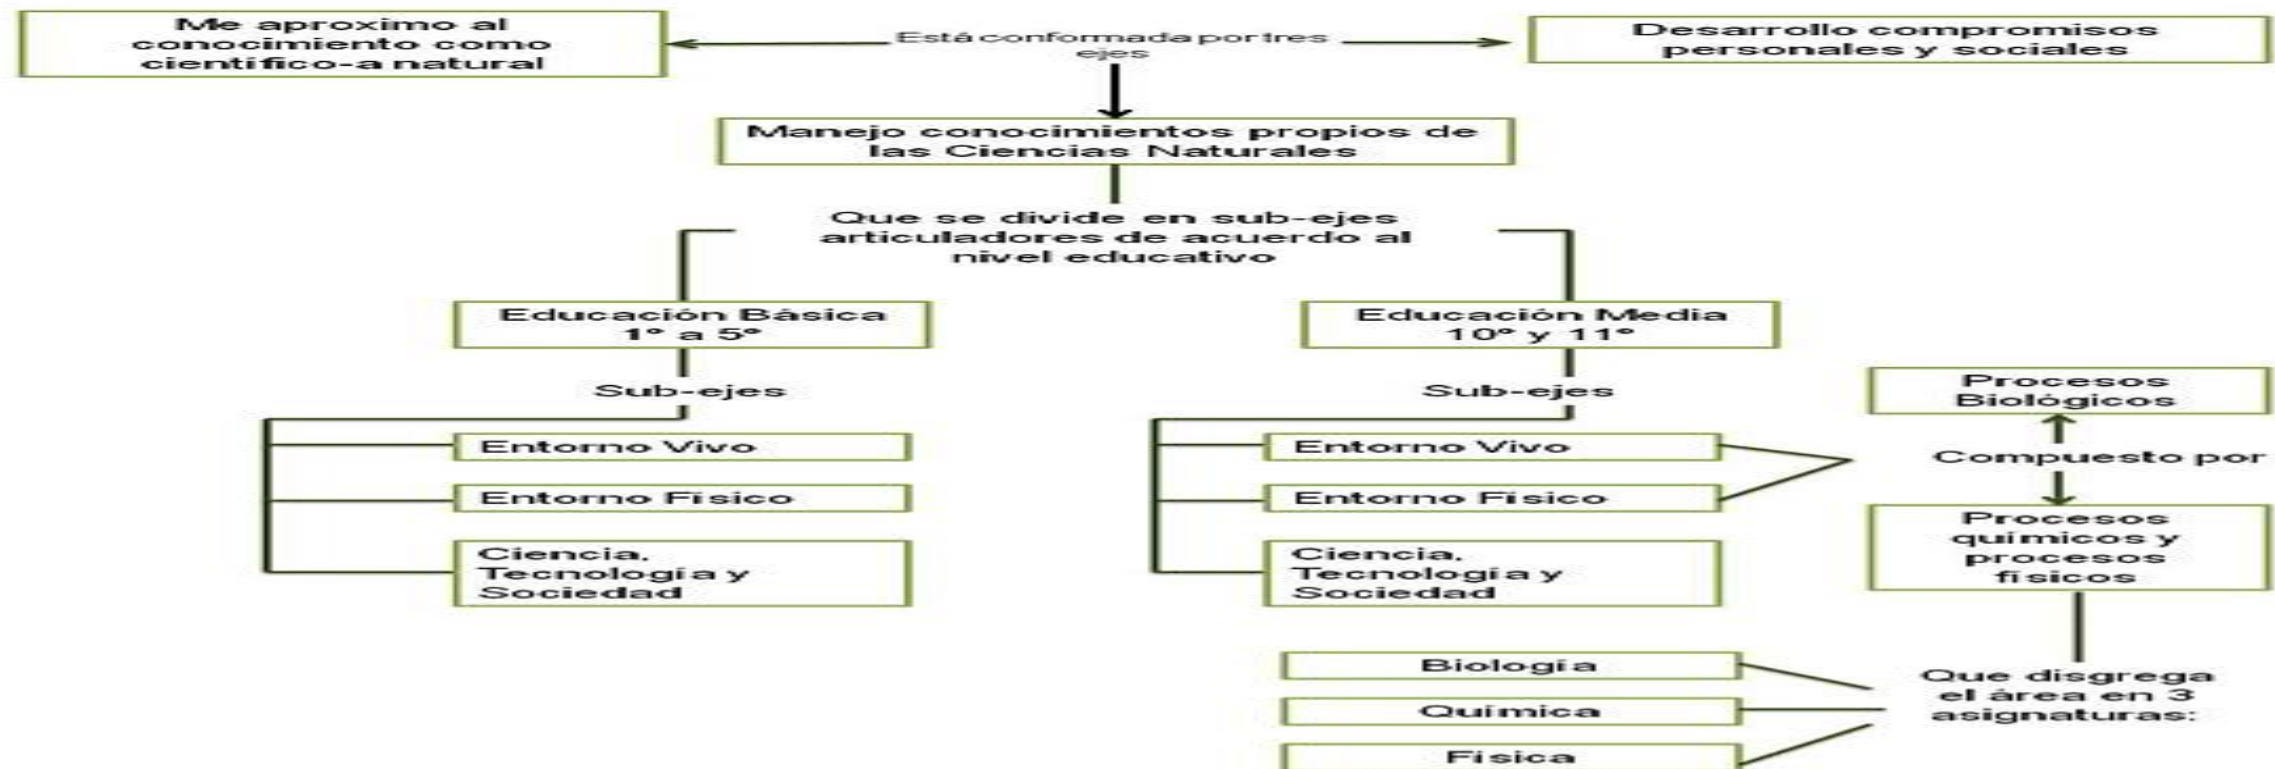 Me aproximo al
conocimiento como
científico-a natural
Está conformada por tres
ejes
Desarrollo compromisos
personales y sociales
Manejo conocimientos propios de
las Ciencias Naturales
Que se divide en sub-ejes
articuladores de acuerdo al
nivel educativo
Educación Básica
1º a 5º
Educación Media
10º y 11º
Sub-ejes
Entorno Vivo
Entorno Físico
Ciencia,
Tecnología y
Sociedad
Sub-ejes
Entorno Vivo
Entorno Físico
Ciencia,
Tecnología y
Sociedad
Procesos
Biológicos
Compuesto por
Procesos
químicos y
procesos
físicos
Que disgrega
el área en 3
asignaturas:
Biología
Química
Física